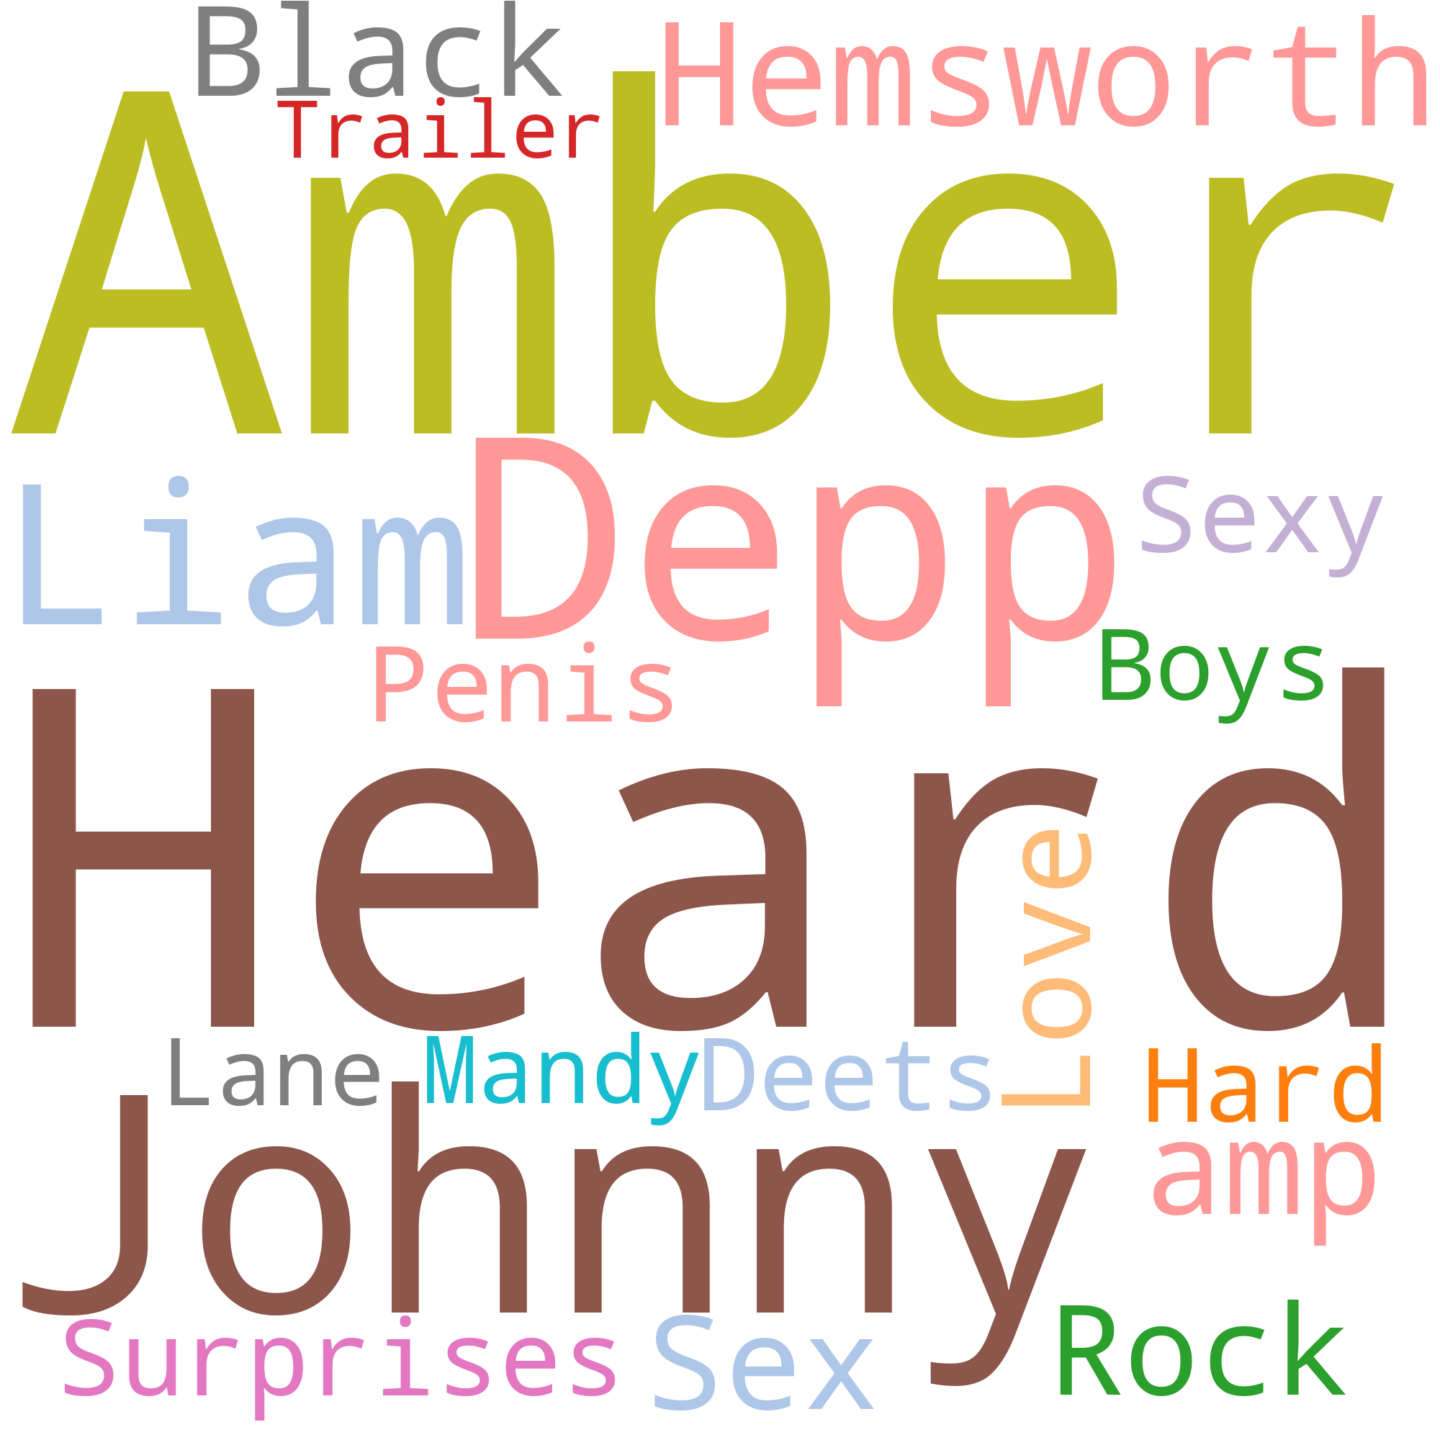 Black Hemsworth
Trailer
Amber
Liam Depp Sexy
Penis Boys
Heard
Love
Lane Mandy Deets Hard
Johnny amp
Surprises Sex Rock